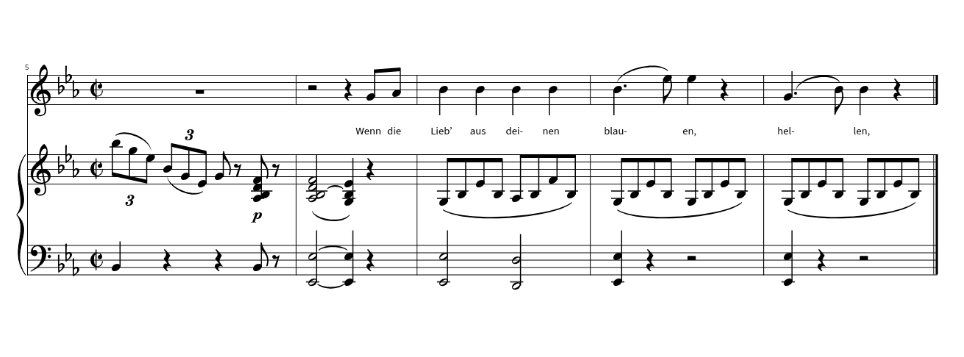 5
Wenn die Lieb' aus dei- nen blau- en, hel- len,
3
3
p